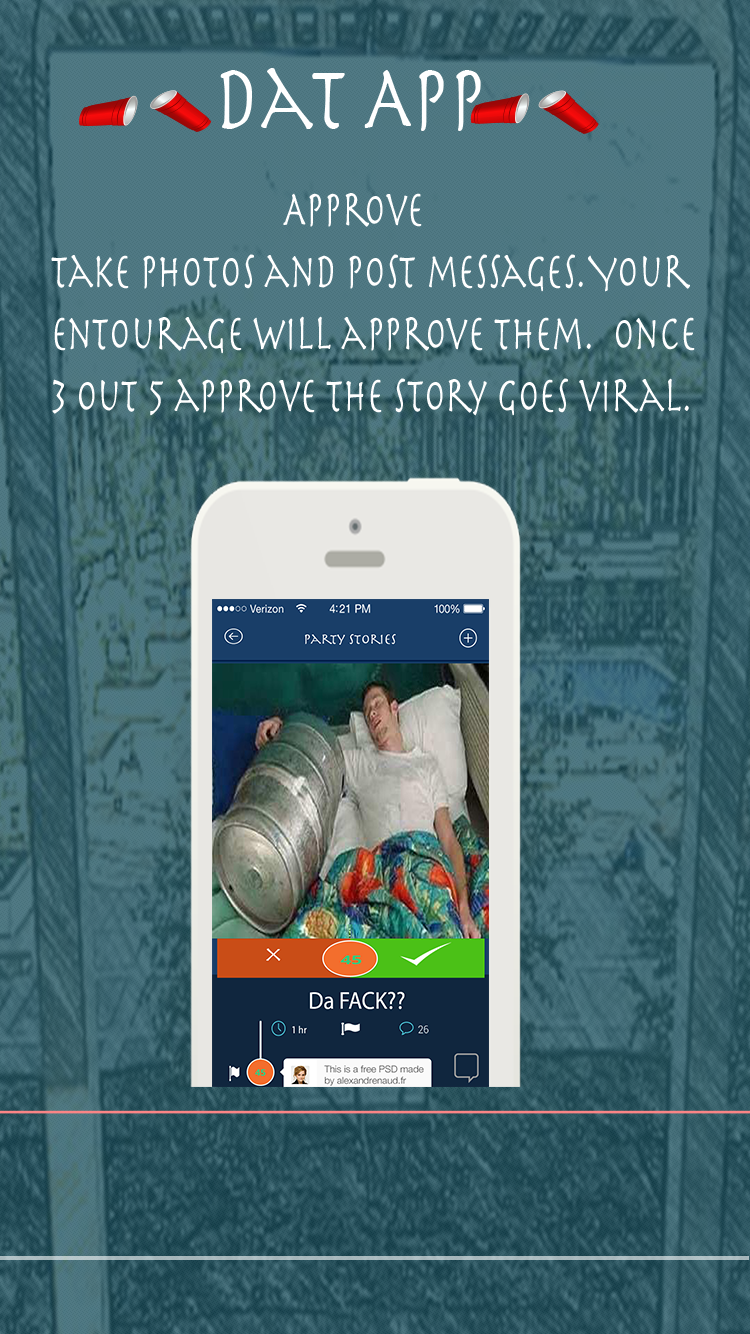 DAT APP
APPROVE
TAKE PHOTOS AND POST MESSAGES. YOUR
ENTOURAGE WILL APPROVE THEM. ONCE
3 OUT 5 APPROVE THE STORY GOES VIRAL.
Verizon 4:21 PM 100%
PARTY STORIES
45
Da FACK??
1 hr 26
45 This is a free PSD made
by alexandrenaud.fr